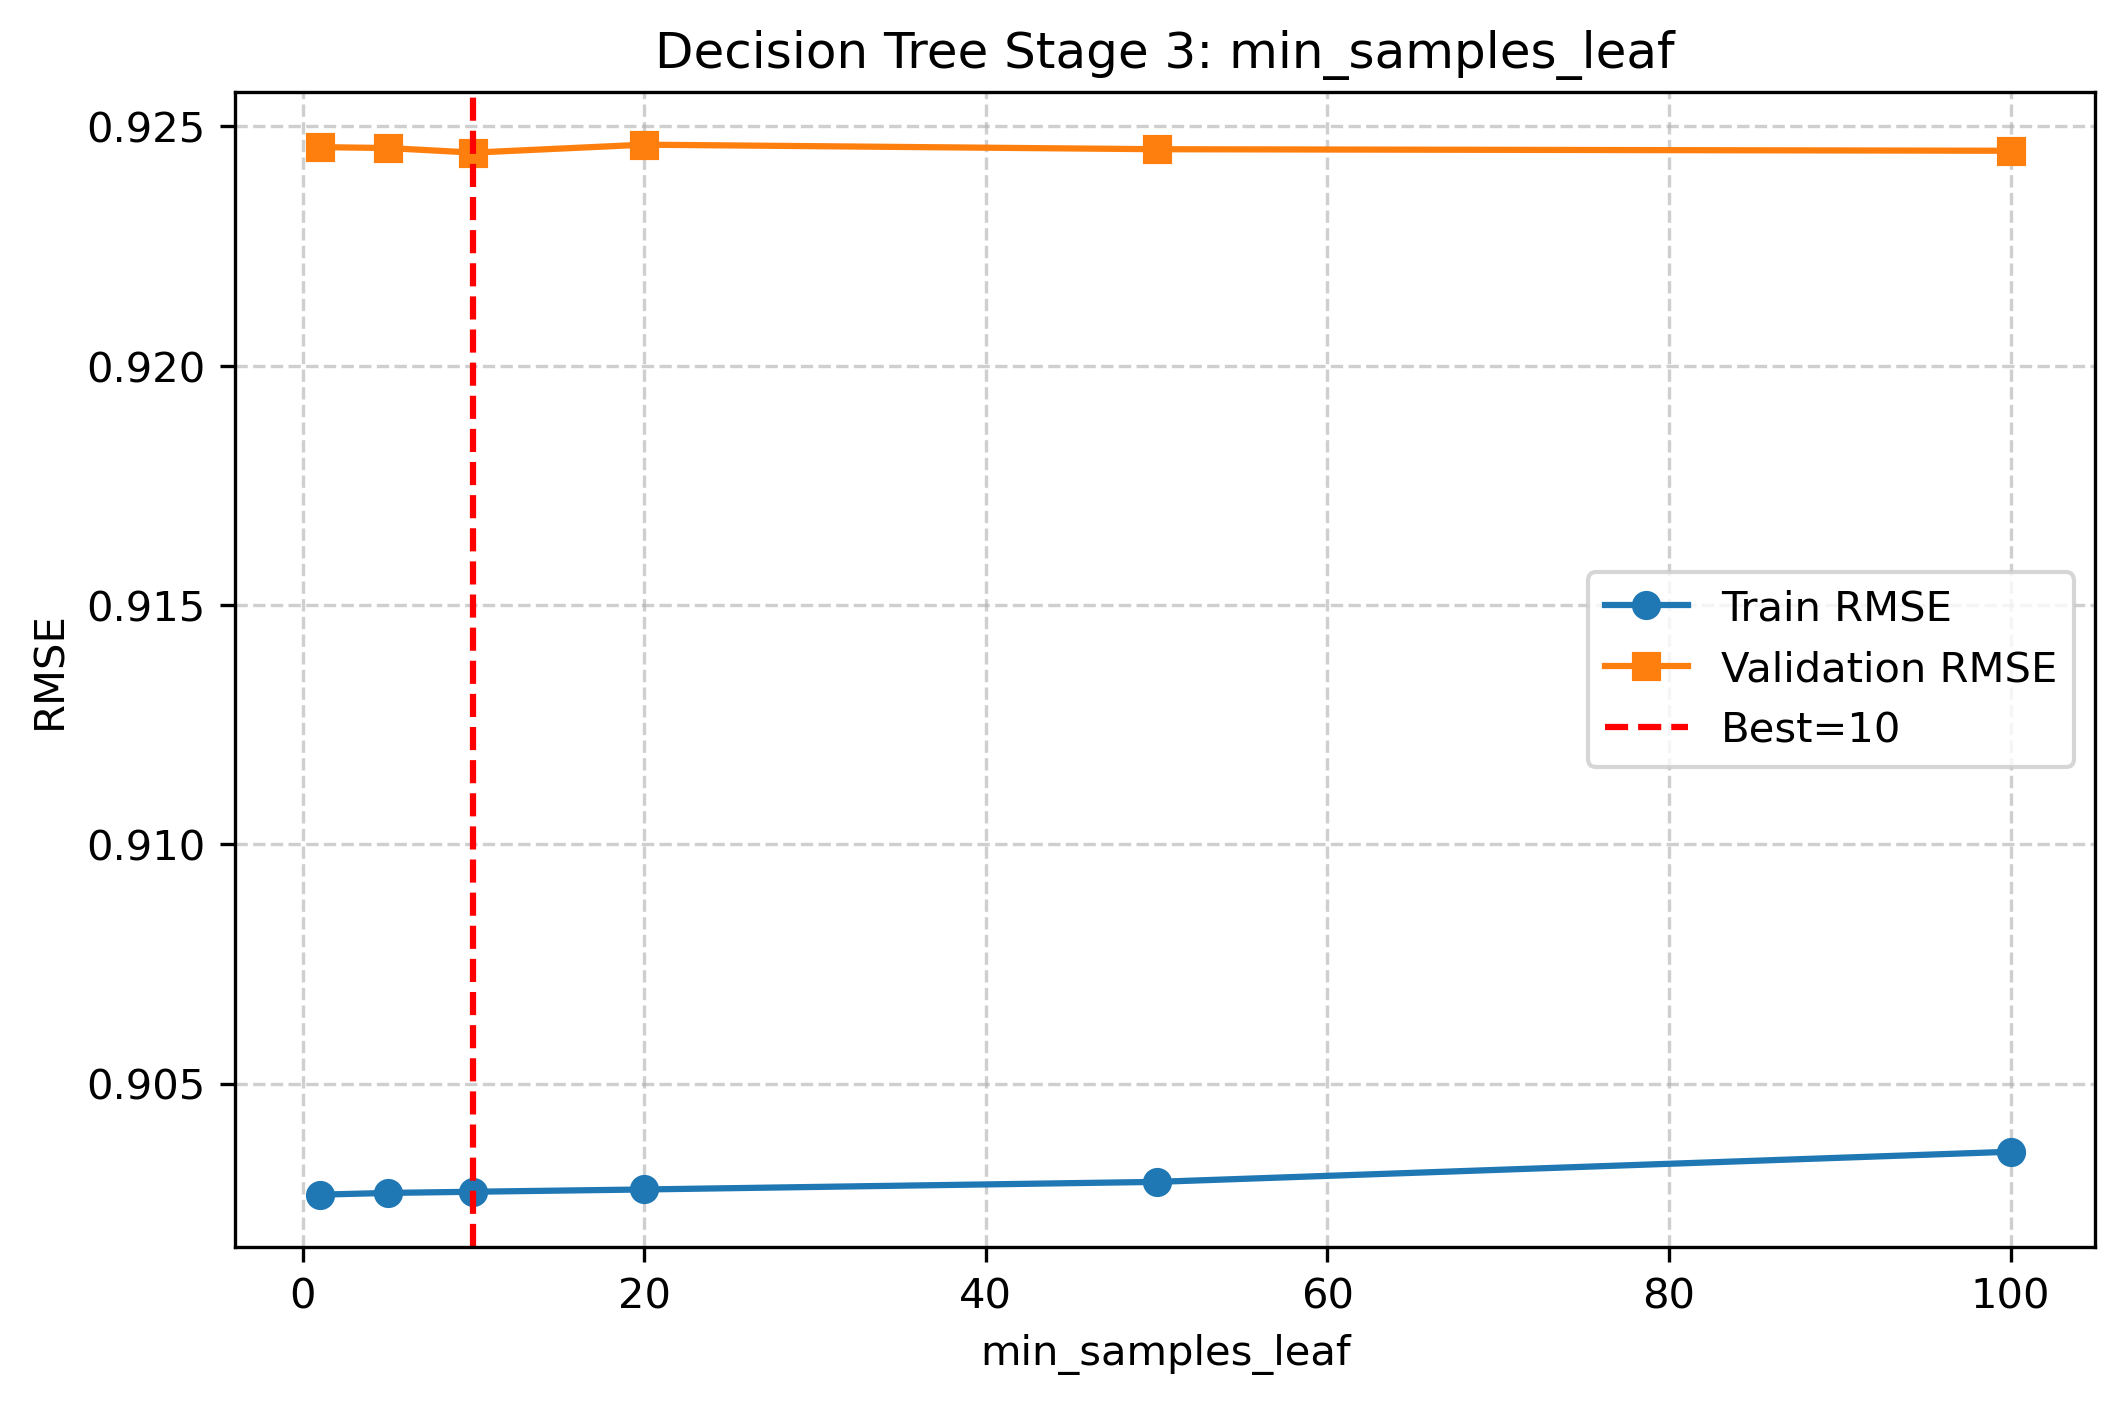 Decision Tree Stage 3: min_samples_leaf
0.925
0.920
0.915
0.910
0.905
RMSE
Train RMSE
Validation RMSE
Best=10
0 20 40 60 80 100
min_samples_leaf